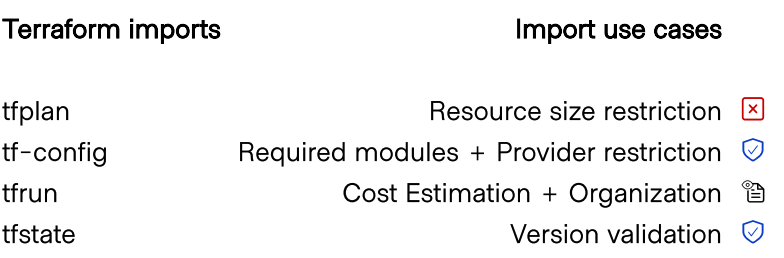 Terraform imports Import use cases
tfplan Resource size restriction
tf-config Required modules + Provider restriction
tfrun Cost Estimation + Organization
tfstate Version validation